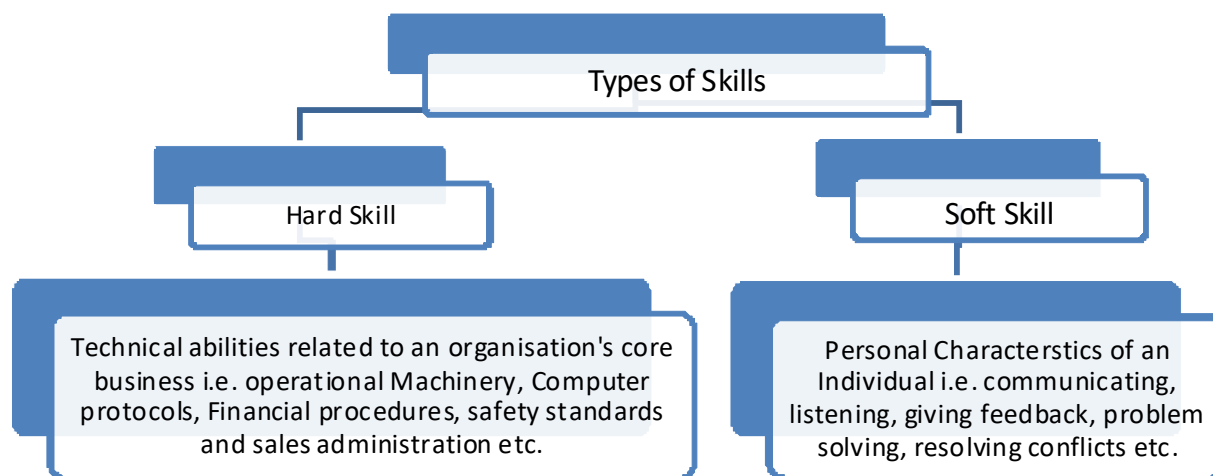 Types of Skills
Hard Skill
Soft Skill
Technical abilities related to an organisation's core
business i.e. operational Machinery, Computer
protocols, Financial procedures, safety standards
and sales administration etc.
Personal Characterstics of an
Individual i.e. communicating,
listening, giving feedback, problem
solving, resolving conflicts etc.